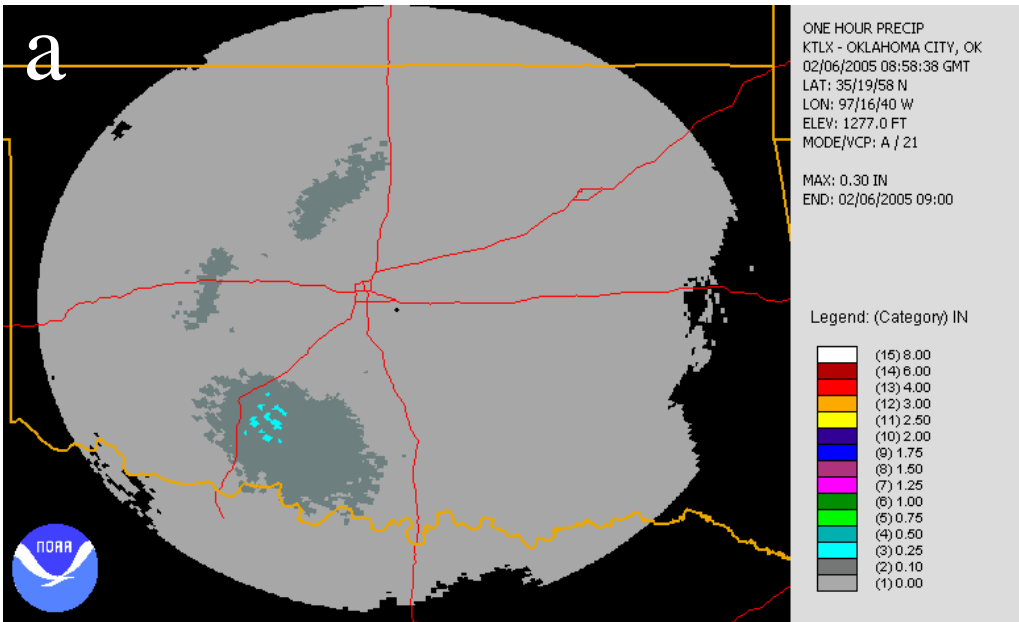 a
ONE HOUR PRECIP
KTLX - OKLAHOMA CITY, OK
02/06/2005 08:58:38 GMT
LAT: 35/19/58 N
LON: 97/16/40 W
ELEV: 1277.0 FT
MODE/VCP: A / 21
MAX: 0.30 IN
END: 02/06/2005 09:00
Legend: (Category) IN
(15) 8.00
(14) 6.00
(13) 4.00
(12) 3.00
(11) 2.50
(10) 2.00
(9) 1.75
(8) 1.50
(7) 1.25
(6) 1.00
(5) 0.75
(4) 0.50
(3) 0.25
(2) 0.10
(1) 0.00
NOAA